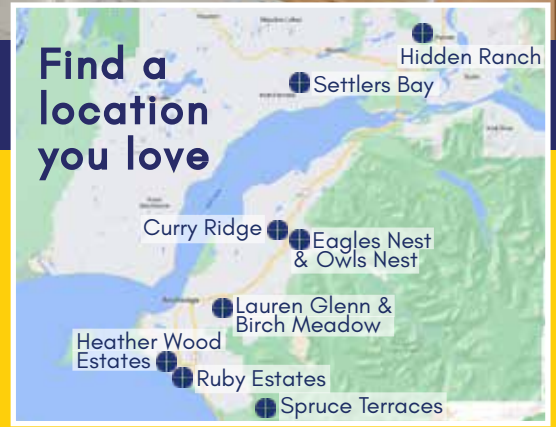 Find a
location
you love
Hidden Ranch
Settlers Bay
Curry Ridge
Eagles Nest
& Owls Nest
Lauren Glenn &
Birch Meadow
Heather Wood
Estates
Ruby Estates
Spruce Terraces